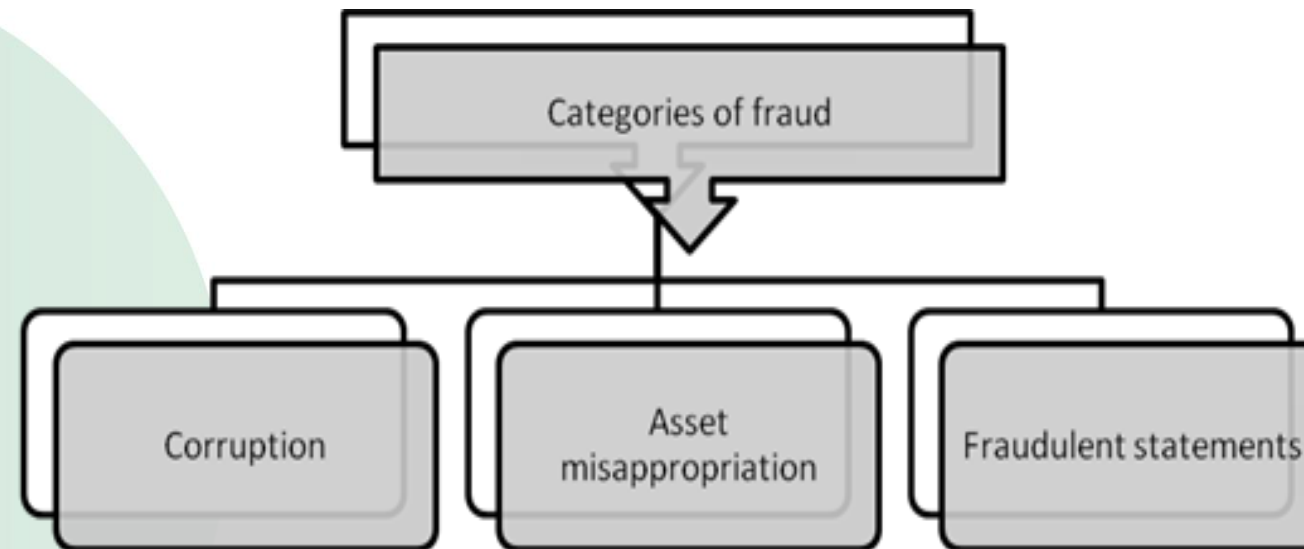 Categories of fraud
Corruption
Asset
misappropriation
Fraudulent statements